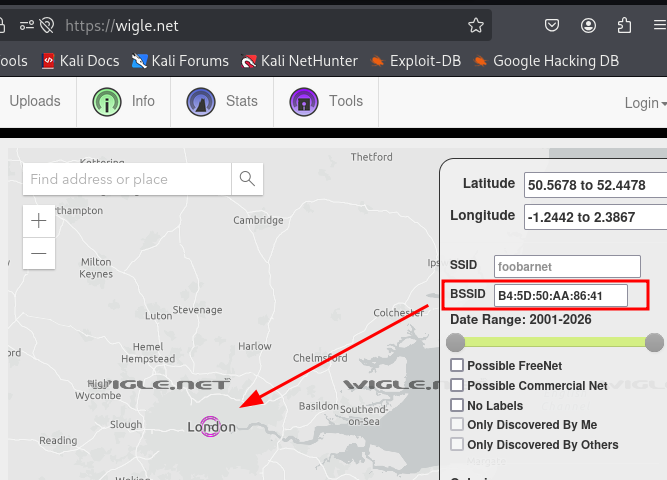 https://wigle.net
ools Kali Docs Kali Forums Kali NetHunter Exploit-DB Google Hacking DB
Uploads Info Stats Tools Login
Find address or place
+
−
Kettering
Thetford
thampton
Cambridge
Milton
Keynes
Ips
Luton
Stevenage
Colchester
ord
Hemel
Hempstead
Harlow
Chelmsford
High
Wycombe
WIGLE.NET
WIGLE.NET
Basildon
Southend-
on-Sea
Slough
London
Reading
Woking
Latitude 50.5678 to 52.4478
Longitude -1.2442 to 2.3867
SSID foobarnet
BSSID B4:5D:50:AA:86:41
Date Range: 2001-2026
Possible FreeNet
Possible Commercial Net
No Labels
Only Discovered By Me
Only Discovered By Others